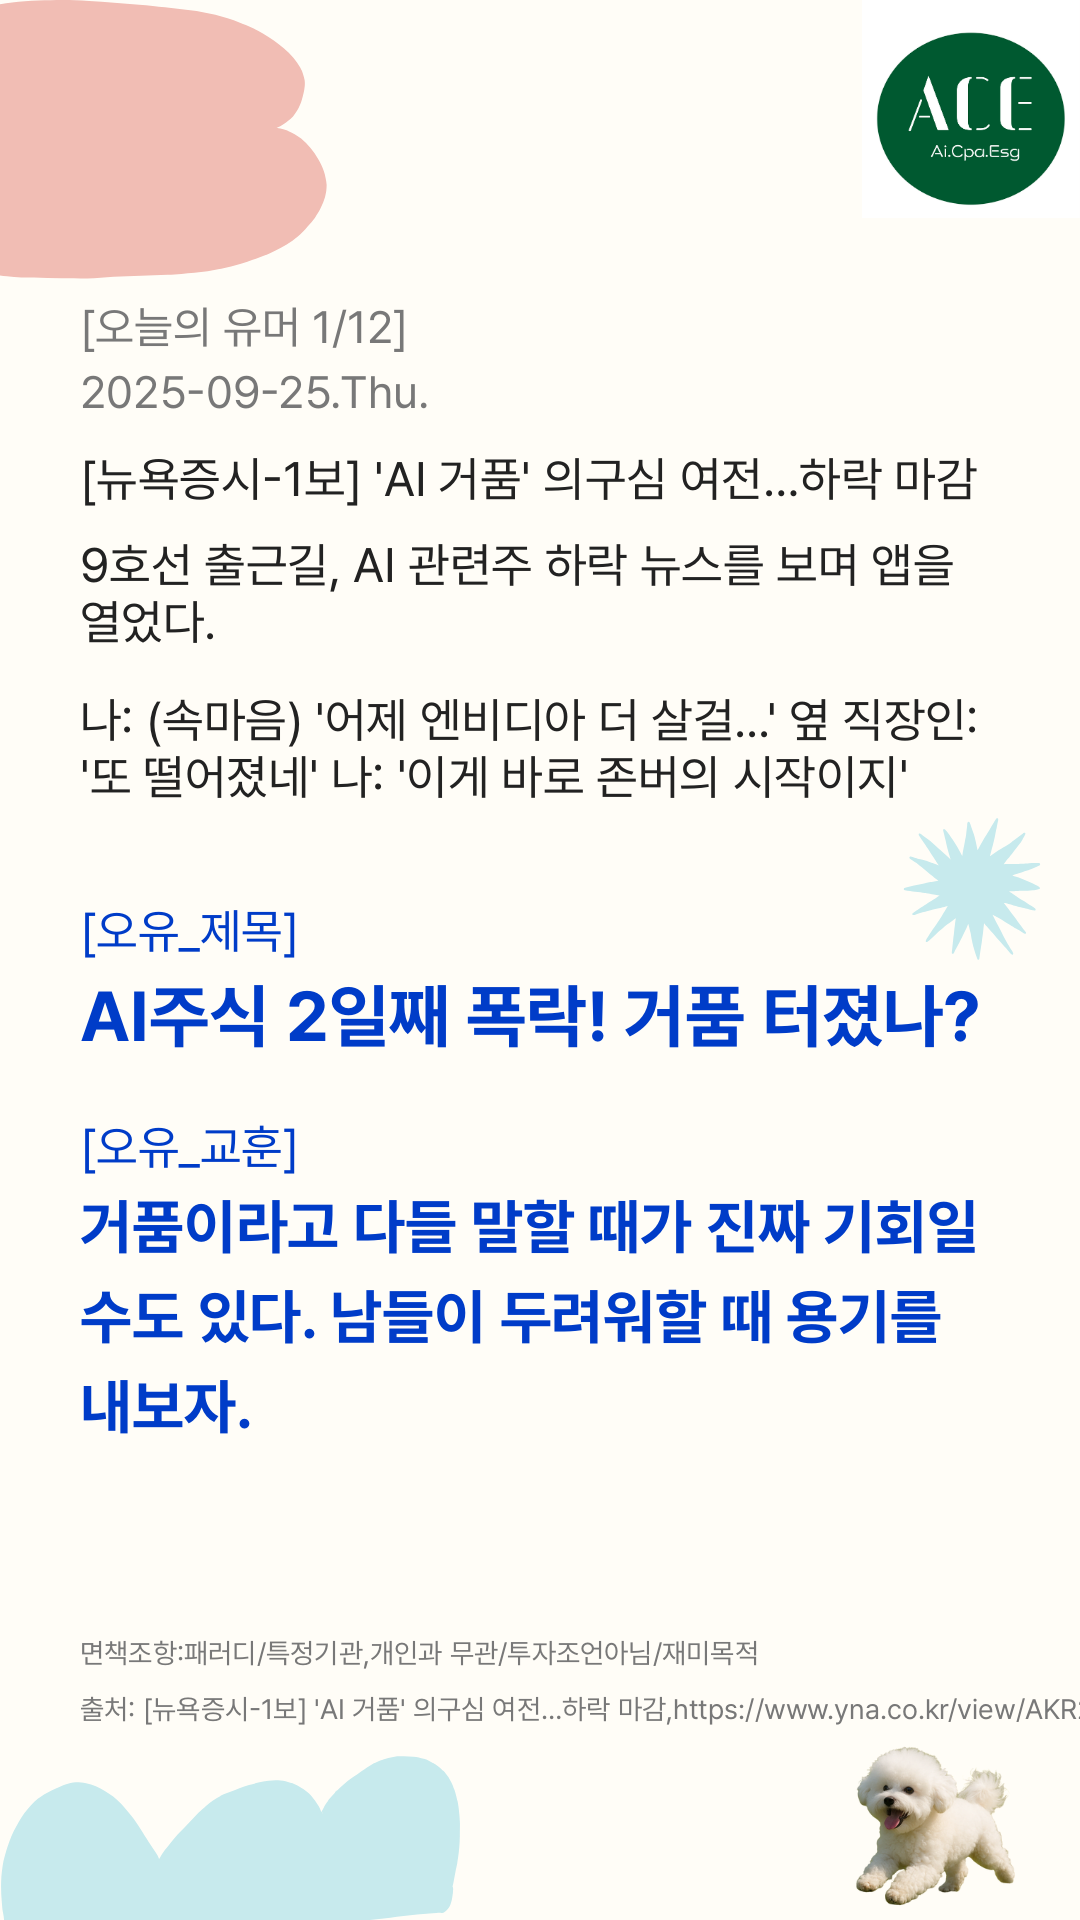 ACE
Ai.Cpa.Esg
[오늘의 유머 1/12]
2025-09-25.Thu.
[뉴욕증시-1보] 'AI 거품' 의구심 여전...하락 마감
9호선 출근길, AI 관련주 하락 뉴스를 보며 앱을
열었다.
나: (속마음) '어제 엔비디아 더 살걸...' 옆 직장인:
'또 떨어졌네' 나: '이게 바로 존버의 시작이지'
[오유_제목]
AI주식 2일째 폭락! 거품 터졌나?
[오유_교훈]
거품이라고 다들 말할 때가 진짜 기회일
수도 있다. 남들이 두려워할 때 용기를
내보자.
면책조항:패러디/특정기관,개인과 무관/투자조언아님/재미목적
출처: [뉴욕증시-1보] 'AI 거품' 의구심 여전...하락 마감,https://www.yna.co.kr/view/AKR